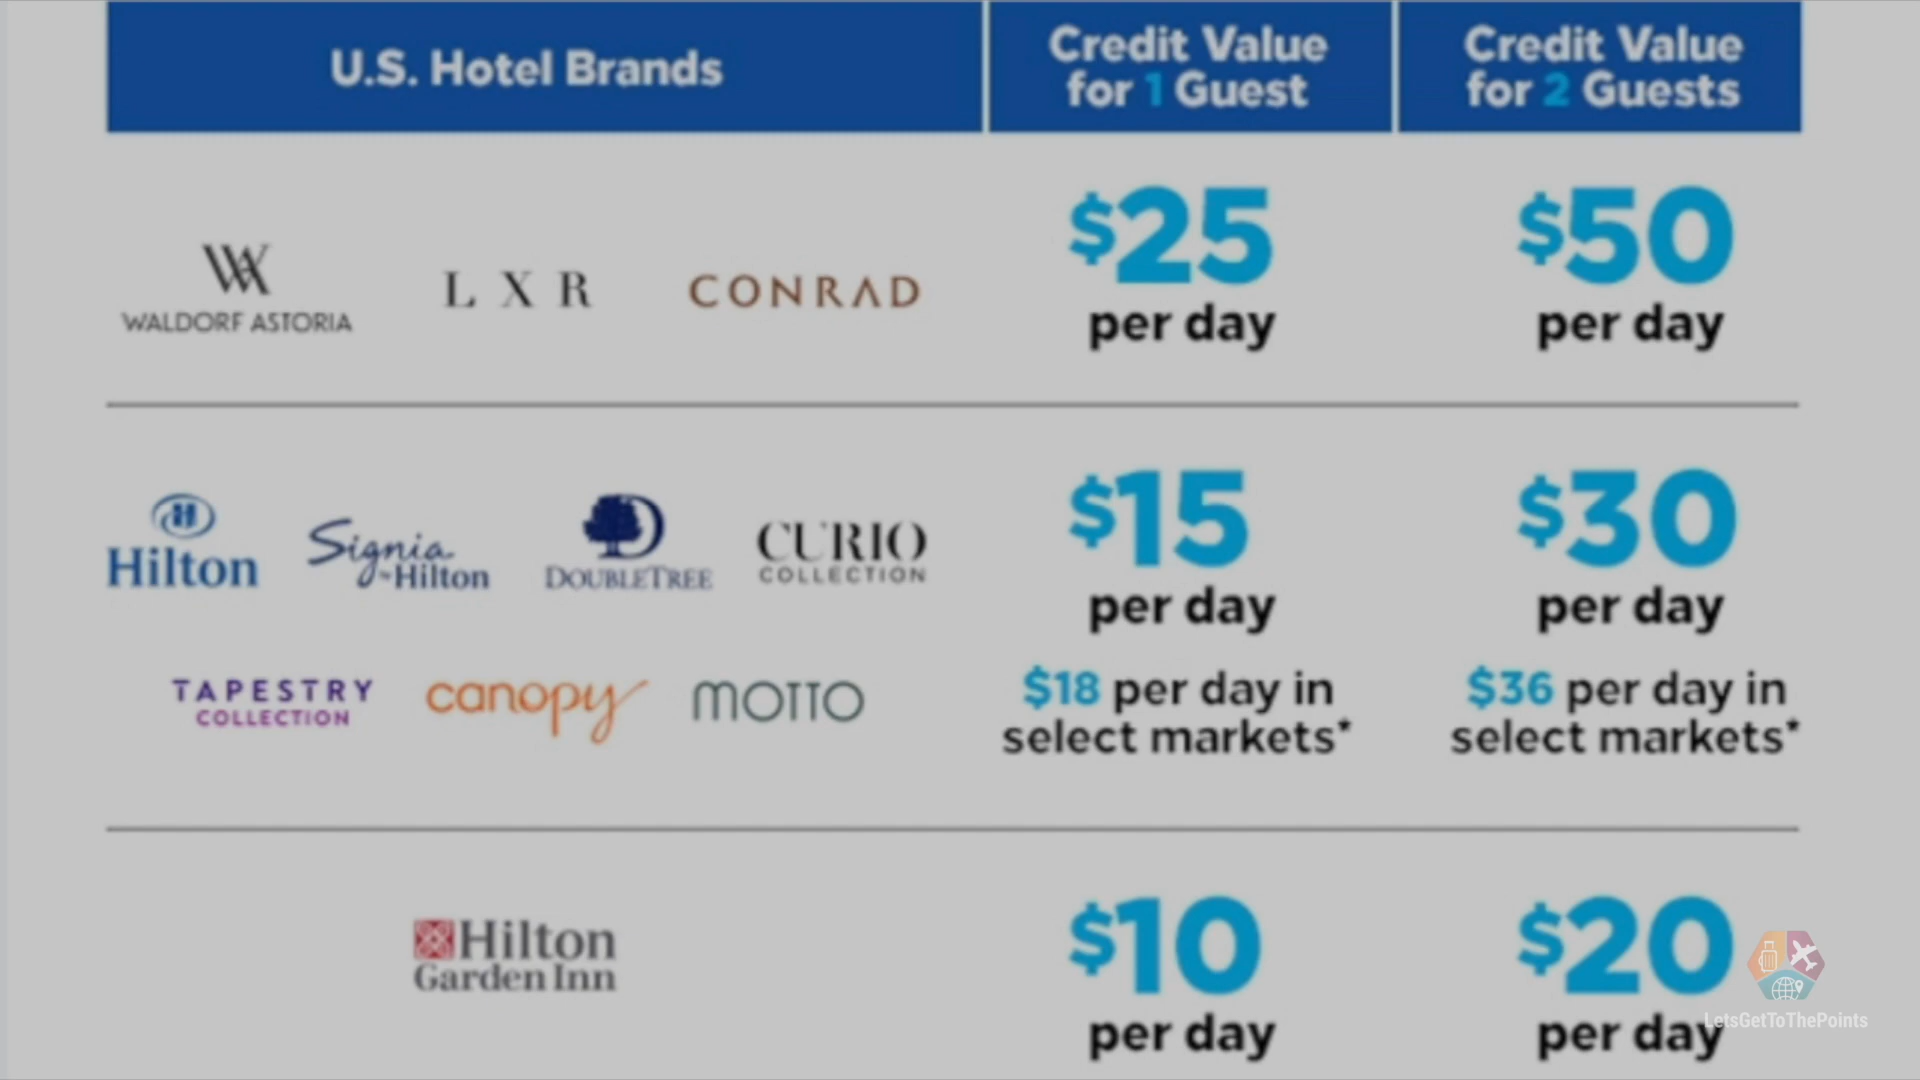 U.S. Hotel Brands
Credit Value
for 1 Guest
Credit Value
for 2 Guests
WALDORF ASTORIA
LXR
CONRAD
$25
per day
$50
per day
H
Hilton
Signia
by Hilton
DOUBLETREE
CURIO
COLLECTION
$15
per day
$30
per day
TAPESTRY
COLLECTION
canopy
MOTTO
$18 per day in
select markets*
$36 per day in
select markets*
Hilton
Garden Inn
$10
per day
$20
per day
LetsGetToThePoints